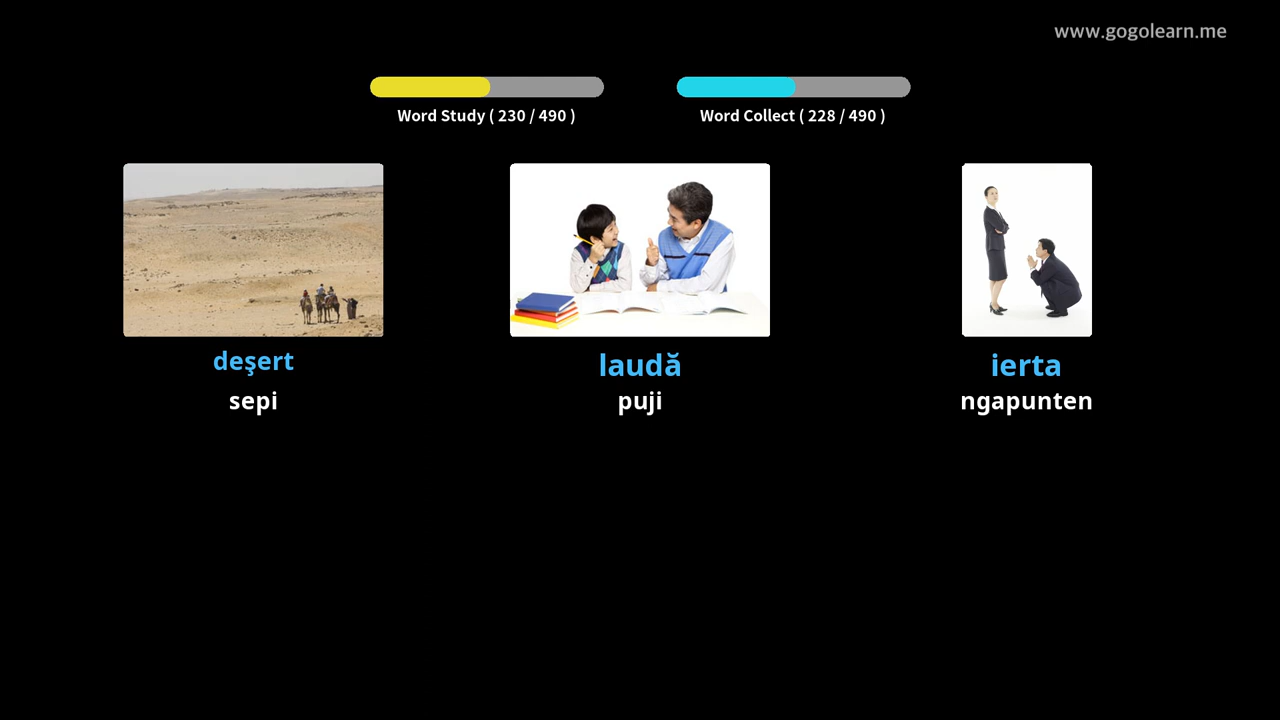 www.gogolearn.me
Word Study ( 230 / 490 )
Word Collect ( 228 / 490 )
deşert
laudă
ierta
sepi
puji
ngapunten